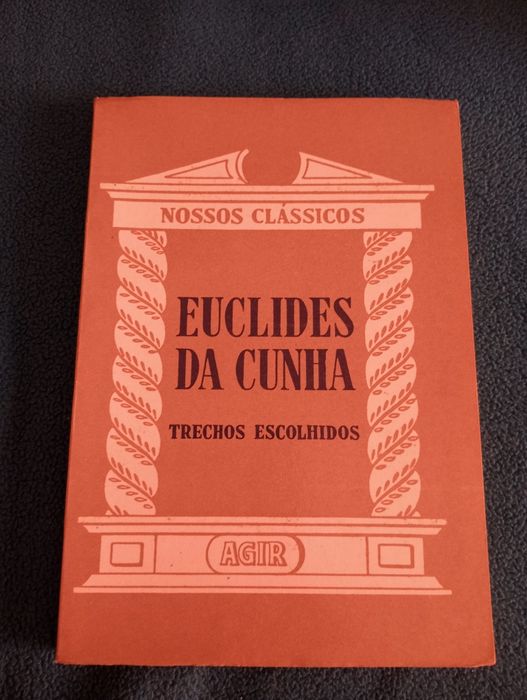 NOSSOS CLÁSSICOS
EUCLIDES
DA CUNHA
TRECHOS ESCOLHIDOS
AGIR